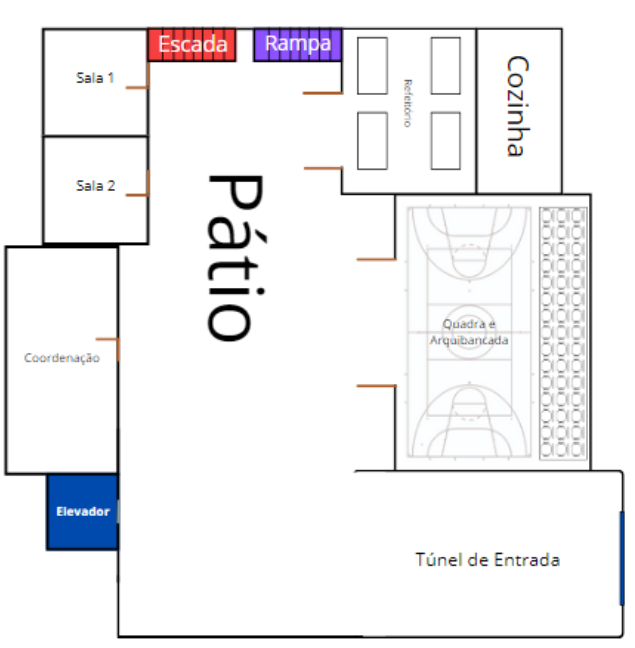 Escada
Rampa
Sala 1
Refeitório
Cozinha
Sala 2
Pátio
Quadra e
Arquibancada
Coordenação
Elevador
Túnel de Entrada